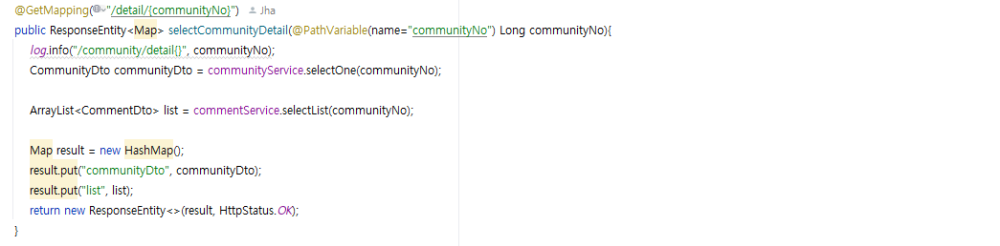 @GetMapping("/detail/{communityNo}") Jha
public ResponseEntity<Map> selectCommunityDetail(@PathVariable(name="communityNo") Long communityNo){
log.info("/community/detail{}", communityNo);
CommunityDto communityDto = communityService.selectOne(communityNo);
ArrayList<CommentDto> list = commentService.selectList(communityNo);
Map result = new HashMap();
result.put("communityDto", communityDto);
result.put("list", list);
return new ResponseEntity<>(result, HttpStatus.OK);
}